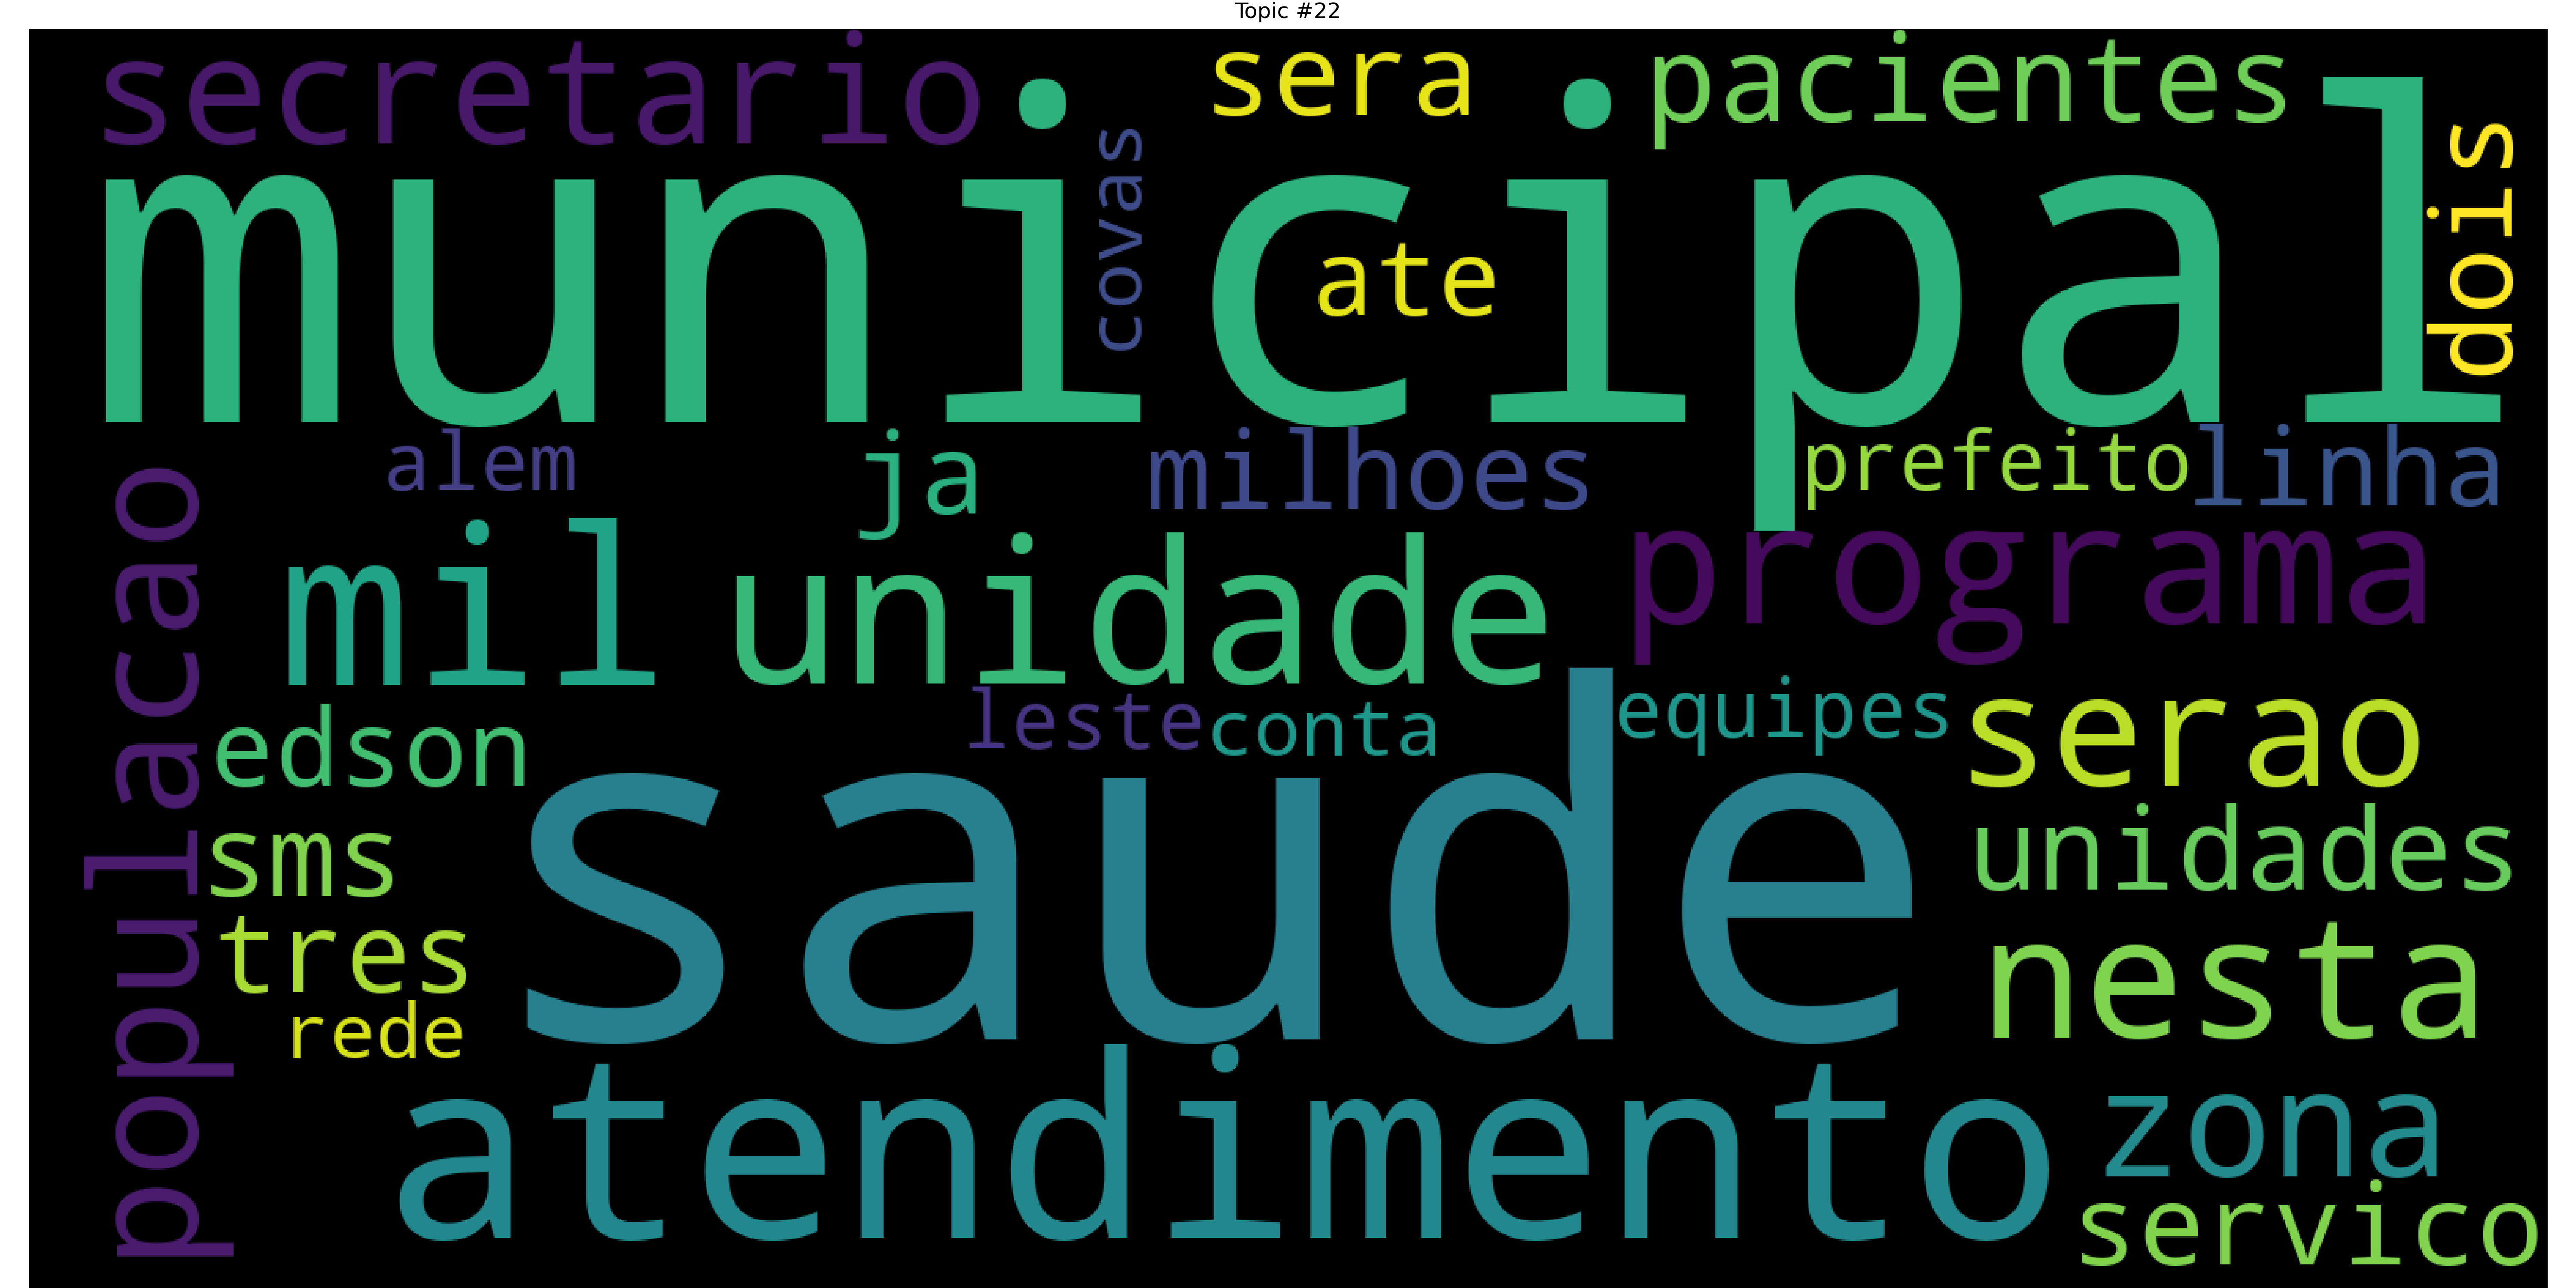 Topic #22
secretario
sera
pacientes
municipal
covas
ate
dois
alem
ja
milhoes
prefeito
linha
populacao
mil
unidade
programa
edson
leste
conta
equipes
serao
saude
sms
unidades
tres
nesta
rede
atendimento
zona
servico